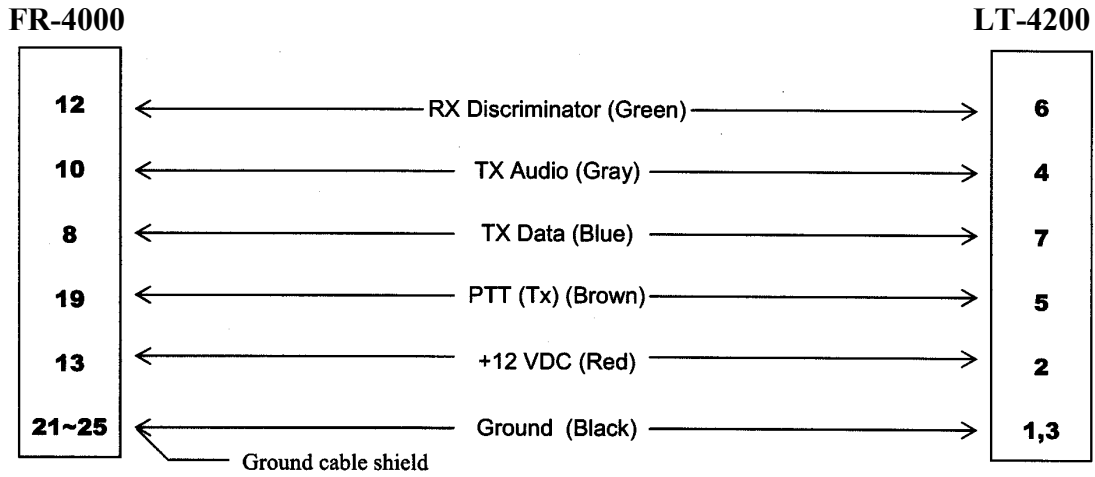 FR-4000 LT-4200
12 RX Discriminator (Green) 6
10 TX Audio (Gray) 4
8 TX Data (Blue) 7
19 PTT (Tx) (Brown) 5
13 +12 VDC (Red) 2
21~25 Ground (Black) 1,3
Ground cable shield